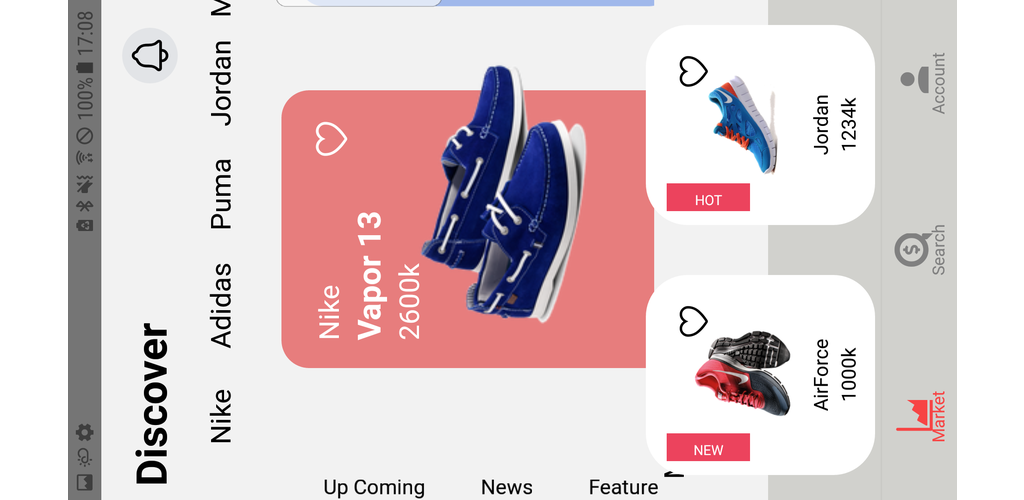 100% 17:08
Discover
Nike Adidas Puma Jordan M
Nike
Vapor 13
2600k
Up Coming
News
Feature
NEW
AirForce
1000k
HOT
Jordan
1234k
Market
Search
Account